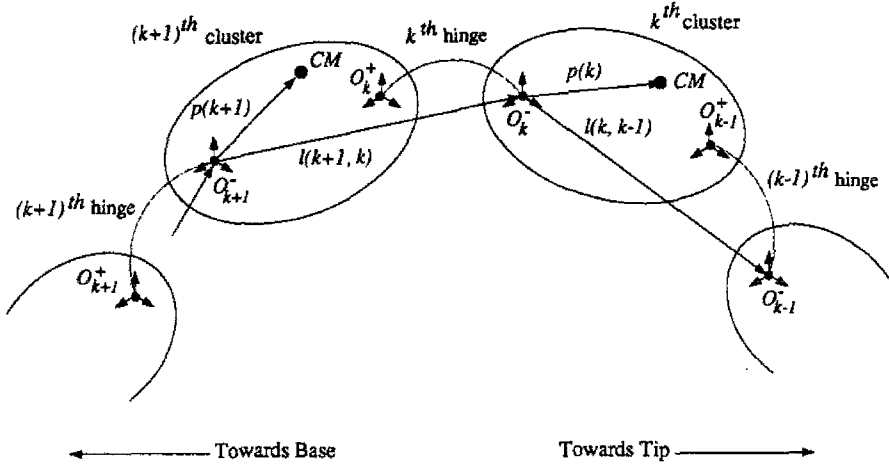 (k+1)th cluster
kth hinge
kth cluster
CM
O+k
p(k+1)
l(k+1, k)
O-k+1
p(k)
CM
O-k
l(k, k-1)
O+k-1
(k+1)th hinge
(k-1)th hinge
O+k+1
O-k-1
Towards Base
Towards Tip